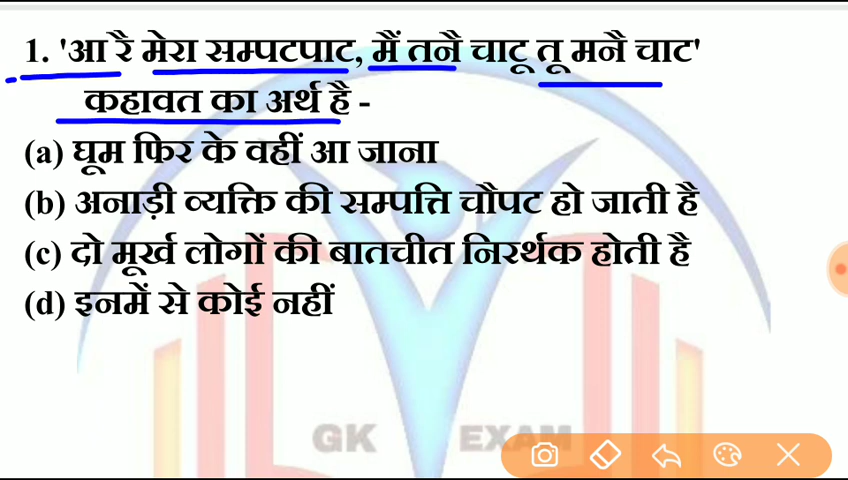 1. 'आ रै मेरा सम्पटपाट, मैं तनै चाटू तू मनै चाट'
कहावत का अर्थ है -
(a) घूम फिर के वहीं आ जाना
(b) अनाड़ी व्यक्ति की सम्पत्ति चौपट हो जाती है
(c) दो मूर्ख लोगों की बातचीत निरर्थक होती है
(d) इनमें से कोई नहीं
GK EXAM